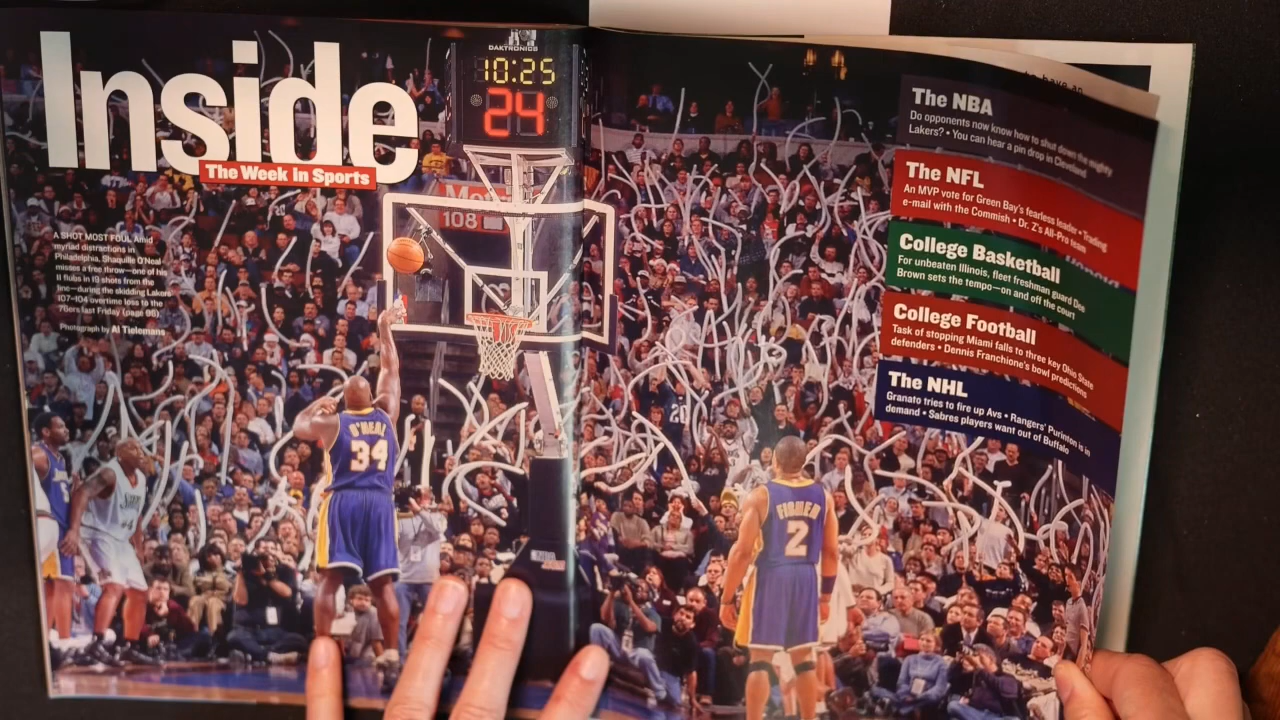 Inside
The Week In Sports
A SHOT MOST FOUL Amid
myriad distractions in
Philadelphia, Shaquille O'Neal
misses a free throw—one of his
11 flubs in 19 shots from the
line—during the skidding Lakers'
107–104 overtime loss to the
76ers last Friday (page 96).
Photograph by Al Tielemans
DAKTRONICS
10:25
24
108
O'NEAL
34
FISHER
2
20
The NBA
Do opponents now know how to shut down the mighty
Lakers? • You can hear a pin drop in Cleveland
The NFL
An MVP vote for Green Bay's fearless leader • Trading
e-mail with the Commish • Dr. Z's All-Pro team
College Basketball
For unbeaten Illinois, fleet freshman guard Dee
Brown sets the tempo—on and off the court
College Football
Task of stopping Miami falls to three key Ohio State
defenders • Dennis Franchione's bowl predictions
The NHL
Granato tries to fire up Avs • Rangers' Purinton is in
demand • Sabres players want out of Buffalo